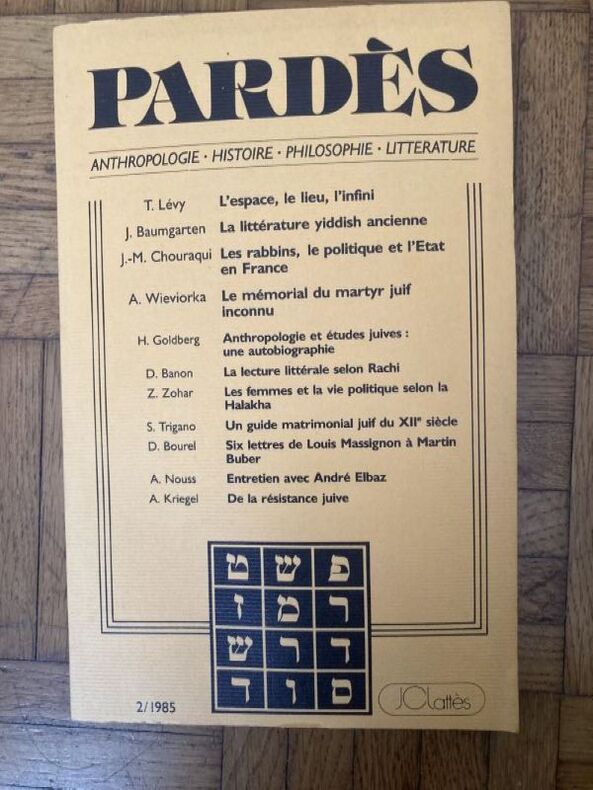 PARDÈS
ANTHROPOLOGIE · HISTOIRE · PHILOSOPHIE · LITTERATURE
T. Lévy L'espace, le lieu, l'infini
J. Baumgarten La littérature yiddish ancienne
J.-M. Chouraqui Les rabbins, le politique et l'Etat
en France
A. Wieviorka Le mémorial du martyr juif
inconnu
H. Goldberg Anthropologie et études juives :
une autobiographie
D. Banon La lecture littérale selon Rachi
Z. Zohar Les femmes et la vie politique selon la
Halakha
S. Trigano Un guide matrimonial juif du XIIe siècle
D. Bourel Six lettres de Louis Massignon à Martin
Buber
A. Nouss Entretien avec André Elbaz
A. Kriegel De la résistance juive
פ ש ט
ר מ ז
ד ר ש
ס ו ד
2/1985
JCLattès